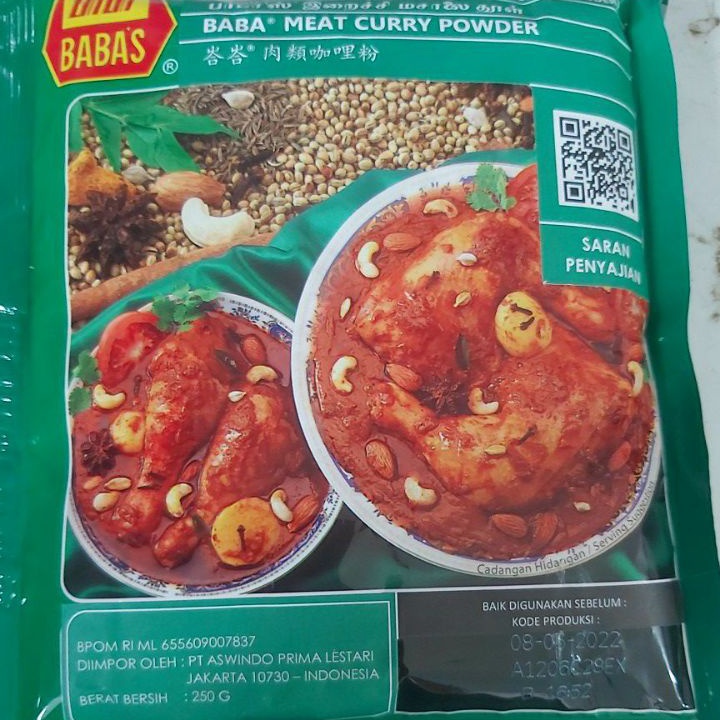 BABA'S ®
BABA® MEAT CURRY POWDER
峇峇® 肉類咖哩粉
SARAN
PENYAJIAN
Cadangan Hidangan / Serving Suggestion
BPOM RI ML 655609007837
DIIMPOR OLEH : PT ASWINDO PRIMA LESTARI
JAKARTA 10730 – INDONESIA
BERAT BERSIH : 250 G
BAIK DIGUNAKAN SEBELUM :
KODE PRODUKSI :